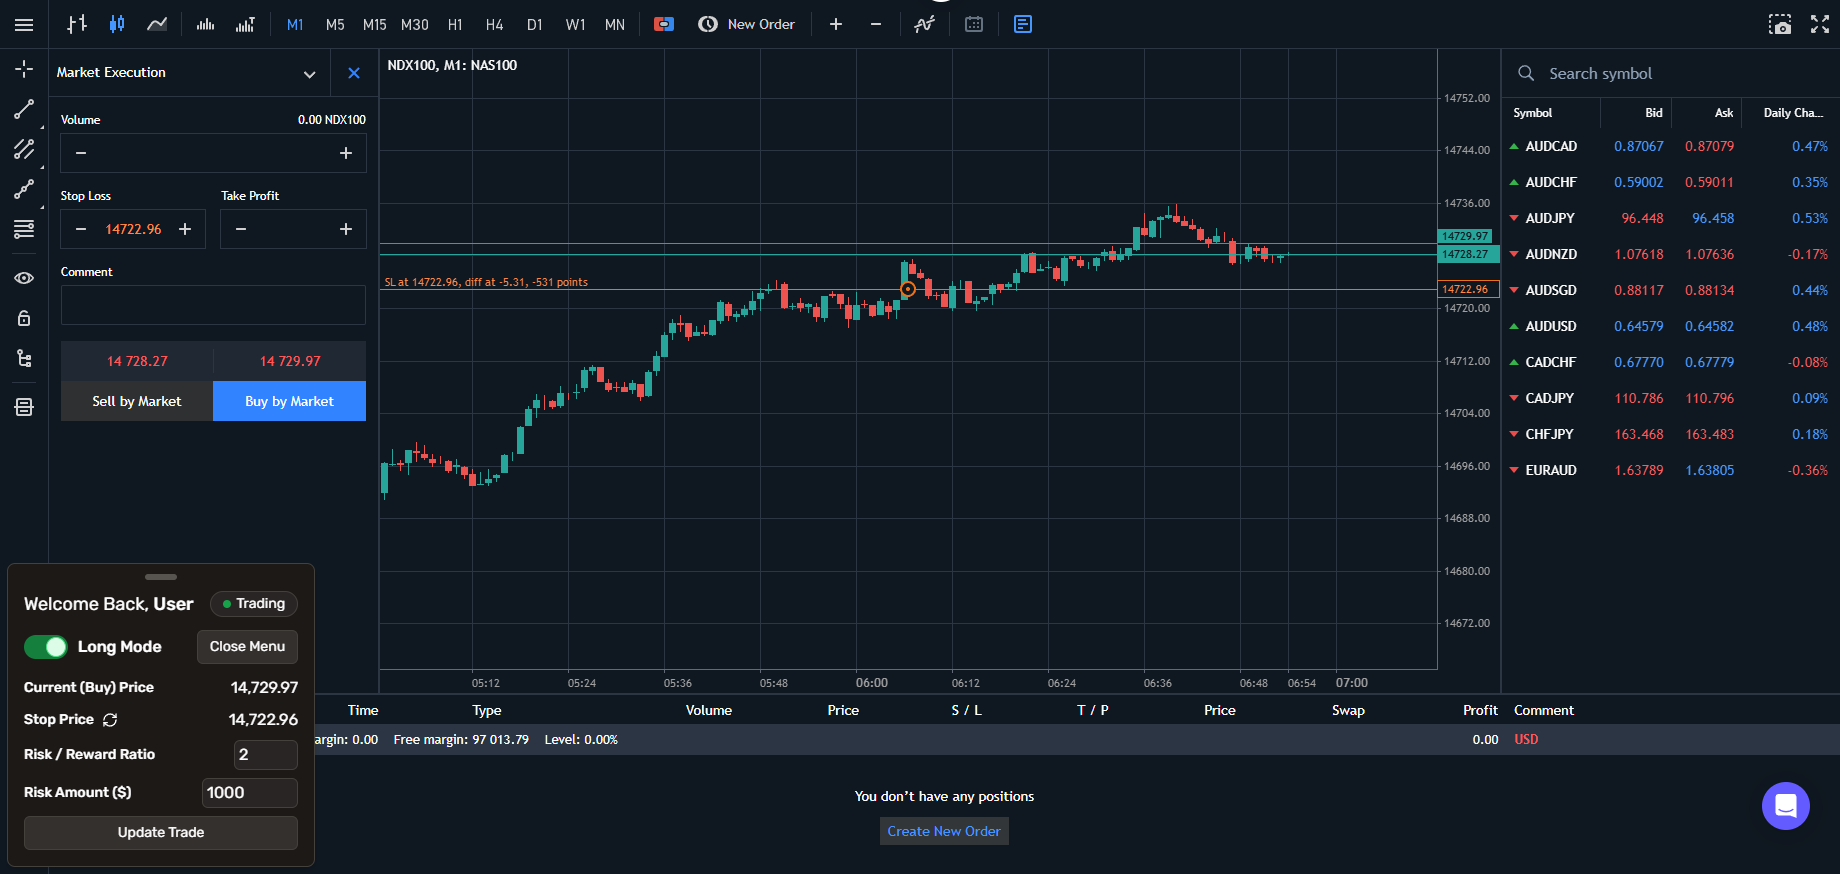 M1 M5 M15 M30 H1 H4 D1 W1 MN New Order
Market Execution
Volume 0.00 NDX100
Stop Loss Take Profit
14722.96
Comment
14 728.27 14 729.97
Sell by Market Buy by Market
NDX100, M1: NAS100
SL at 14722.96, diff at -5.31, -531 points
14752.00
14744.00
14736.00
14729.97
14728.27
14722.96
14720.00
14712.00
14704.00
14696.00
14688.00
14680.00
14672.00
05:12 05:24 05:36 05:48 06:00 06:12 06:24 06:36 06:48 06:54 07:00
Search symbol
Symbol Bid Ask Daily Cha...
AUDCAD 0.87067 0.87079 0.47%
AUDCHF 0.59002 0.59011 0.35%
AUDJPY 96.448 96.458 0.53%
AUDNZD 1.07618 1.07636 -0.17%
AUDSGD 0.88117 0.88134 0.44%
AUDUSD 0.64579 0.64582 0.48%
CADCHF 0.67770 0.67779 -0.08%
CADJPY 110.786 110.796 0.09%
CHFJPY 163.468 163.483 0.18%
EURAUD 1.63789 1.63805 -0.36%
Welcome Back, User Trading
Long Mode Close Menu
Current (Buy) Price 14,729.97
Stop Price 14,722.96
Risk / Reward Ratio 2
Risk Amount ($) 1000
Update Trade
Time Type Volume Price S / L T / P Price Swap Profit Comment
argin: 0.00 Free margin: 97 013.79 Level: 0.00% 0.00 USD
You don't have any positions
Create New Order